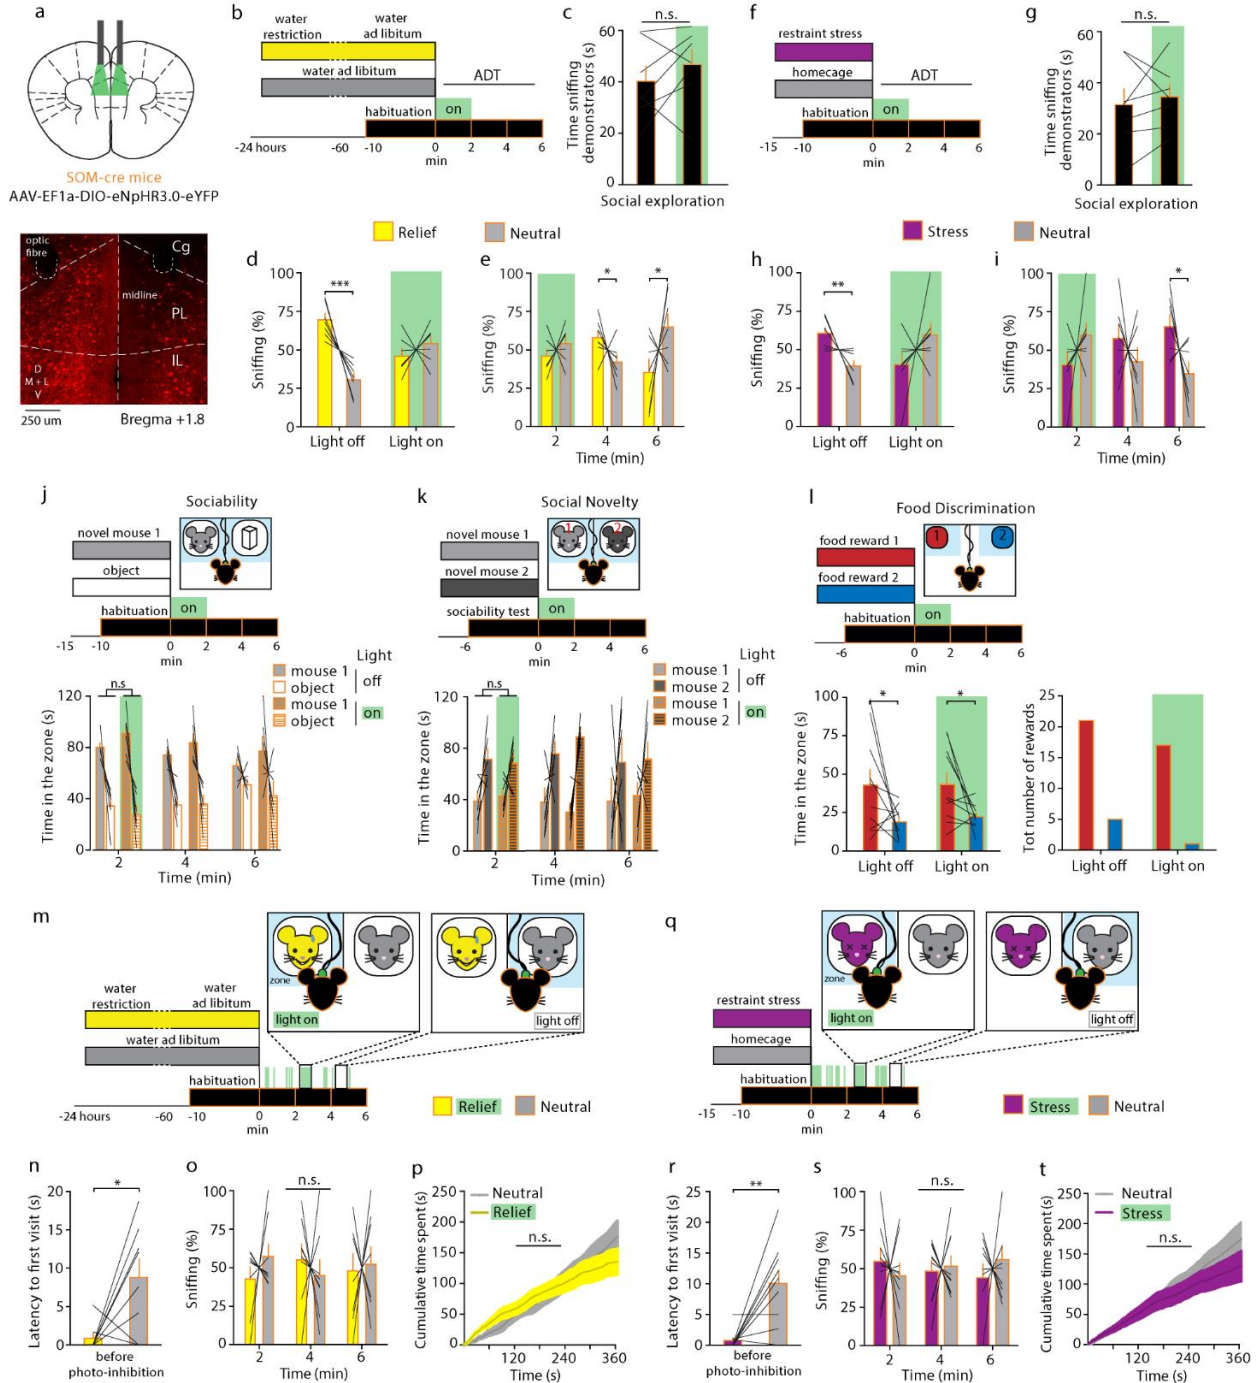 a
SOM-cre mice
AAV-EF1a-DIO-eNpHR3.0-eYFP
optic
fibre
Cg
midline
PL
IL
D
M + L
V
250 um
Bregma +1.8
b
water
restriction
water
ad libitum
water ad libitum
ADT
habituation
on
-24 hours
-60
-10
0
2
4
6
min
c
n.s.
Time sniffing
demonstrators (s)
60
40
20
0
Social exploration
f
restraint stress
homecage
ADT
habituation
on
-15
-10
0
2
4
6
min
g
n.s.
Time sniffing
demonstrators (s)
60
40
20
0
Social exploration
Relief
Neutral
Stress
Neutral
d
Sniffing (%)
100
75
50
25
0
***
Light off
Light on
e
Sniffing (%)
100
75
50
25
0
*
*
2
4
6
Time (min)
h
Sniffing (%)
100
75
50
25
0
**
Light off
Light on
i
Sniffing (%)
100
75
50
25
0
*
2
4
6
Time (min)
j
Sociability
novel mouse 1
object
habituation
on
-15
-10
0
2
4
6
min
Light
mouse 1
object
off
mouse 1
object
on
n.s
Time in the zone (s)
120
80
40
0
2
4
6
Time (min)
k
Social Novelty
1
2
novel mouse 1
novel mouse 2
sociability test
on
-6
0
2
4
6
min
Light
mouse 1
mouse 2
off
mouse 1
mouse 2
on
n.s
Time in the zone (s)
120
80
40
0
2
4
6
Time (min)
l
Food Discrimination
1
2
food reward 1
food reward 2
habituation
on
-6
0
2
4
6
min
Time in the zone (s)
100
75
50
25
0
*
*
Light off
Light on
Tot number of rewards
25
20
15
10
5
0
Light off
Light on
m
zone
light on
light off
water
restriction
water
ad libitum
water ad libitum
habituation
-24 hours
-60
-10
0
2
4
6
min
Relief
Neutral
q
zone
light on
light off
restraint stress
homecage
habituation
-15
-10
0
2
4
6
min
Stress
Neutral
n
Latency to first visit (s)
20
15
10
5
0
*
before
photo-inhibition
o
Sniffing (%)
100
75
50
25
0
n.s.
2
4
6
Time (min)
p
Cumulative time spent (s)
250
200
150
100
50
0
Neutral
Relief
n.s.
120
240
360
Time (s)
r
Latency to first visit (s)
25
20
15
10
5
0
**
before
photo-inhibition
s
Sniffing (%)
100
75
50
25
0
n.s.
2
4
6
Time (min)
t
Cumulative time spent (s)
250
200
150
100
50
0
Neutral
Stress
n.s.
120
240
360
Time (s)